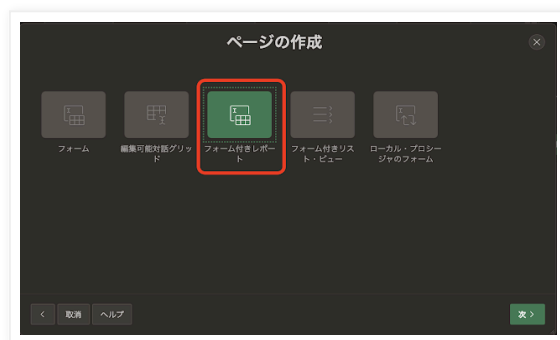 ページの作成
フォーム
編集可能対話グリッ
ド
フォーム付きレポー
ト
フォーム付きリス
ト・ビュー
ローカル・プロシー
ジャのフォーム
取消
ヘルプ
次